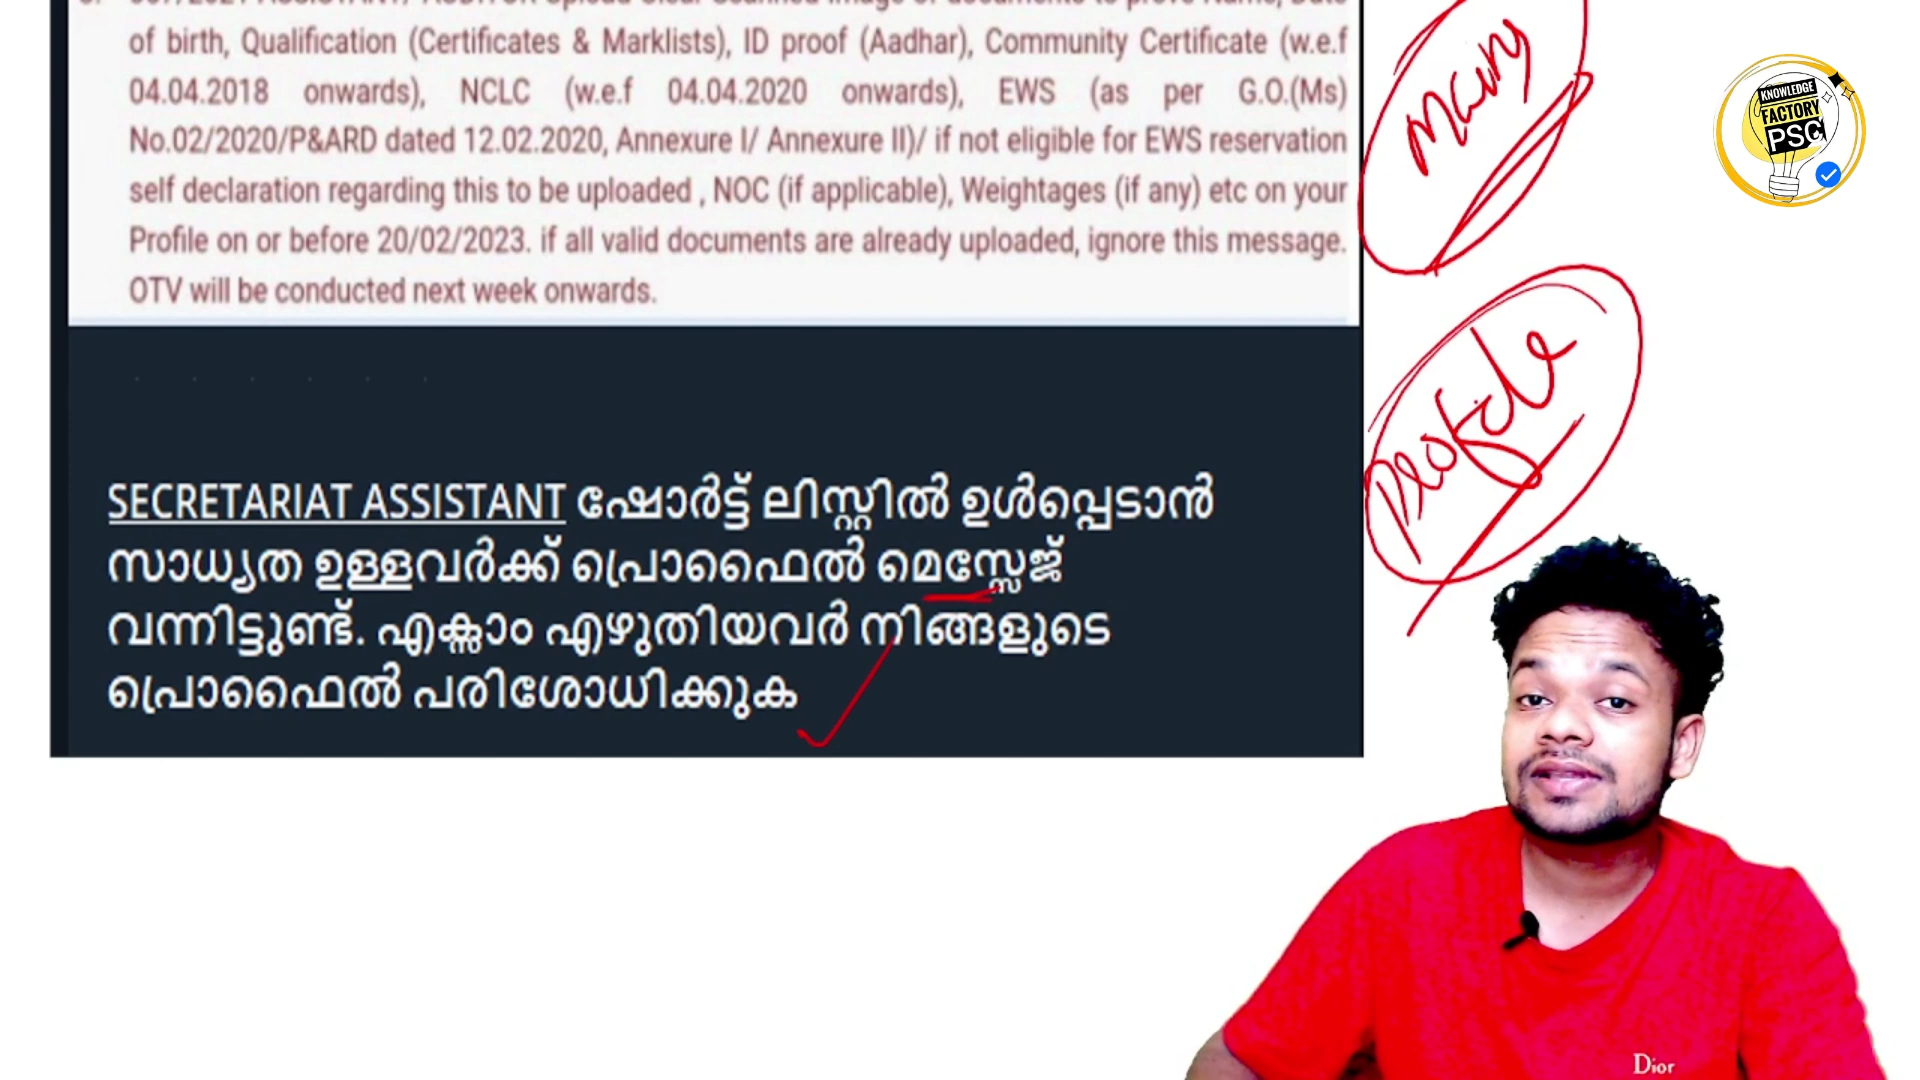 of birth, Qualification (Certificates & Marklists), ID proof (Aadhar), Community Certificate (w.e.f
04.04.2018 onwards), NCLC (w.e.f 04.04.2020 onwards), EWS (as per G.O.(Ms)
No.02/2020/P&ARD dated 12.02.2020, Annexure I/ Annexure II)/ if not eligible for EWS reservation
self declaration regarding this to be uploaded , NOC (if applicable), Weightages (if any) etc on your
Profile on or before 20/02/2023. if all valid documents are already uploaded, ignore this message.
OTV will be conducted next week onwards.
SECRETARIAT ASSISTANT ഷോർട്ട് ലിസ്റ്റിൽ ഉൾപ്പെടാൻ
സാധ്യത ഉള്ളവർക്ക് പ്രൊഫൈൽ മെസ്സേജ്
വന്നിട്ടുണ്ട്. എക്സാം എഴുതിയവർ നിങ്ങളുടെ
പ്രൊഫൈൽ പരിശോധിക്കുക
Profile
KNOWLEDGE
FACTORY
PSC
Dior